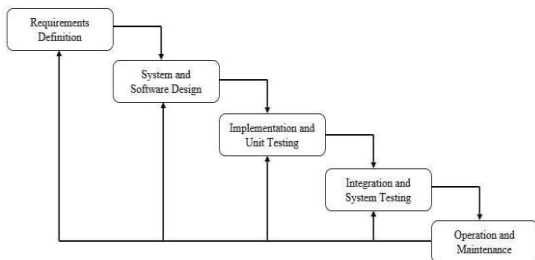 Requirements
Definition
System and
Software Design
Implementation and
Unit Testing
Integration and
System Testing
Operation and
Maintenance